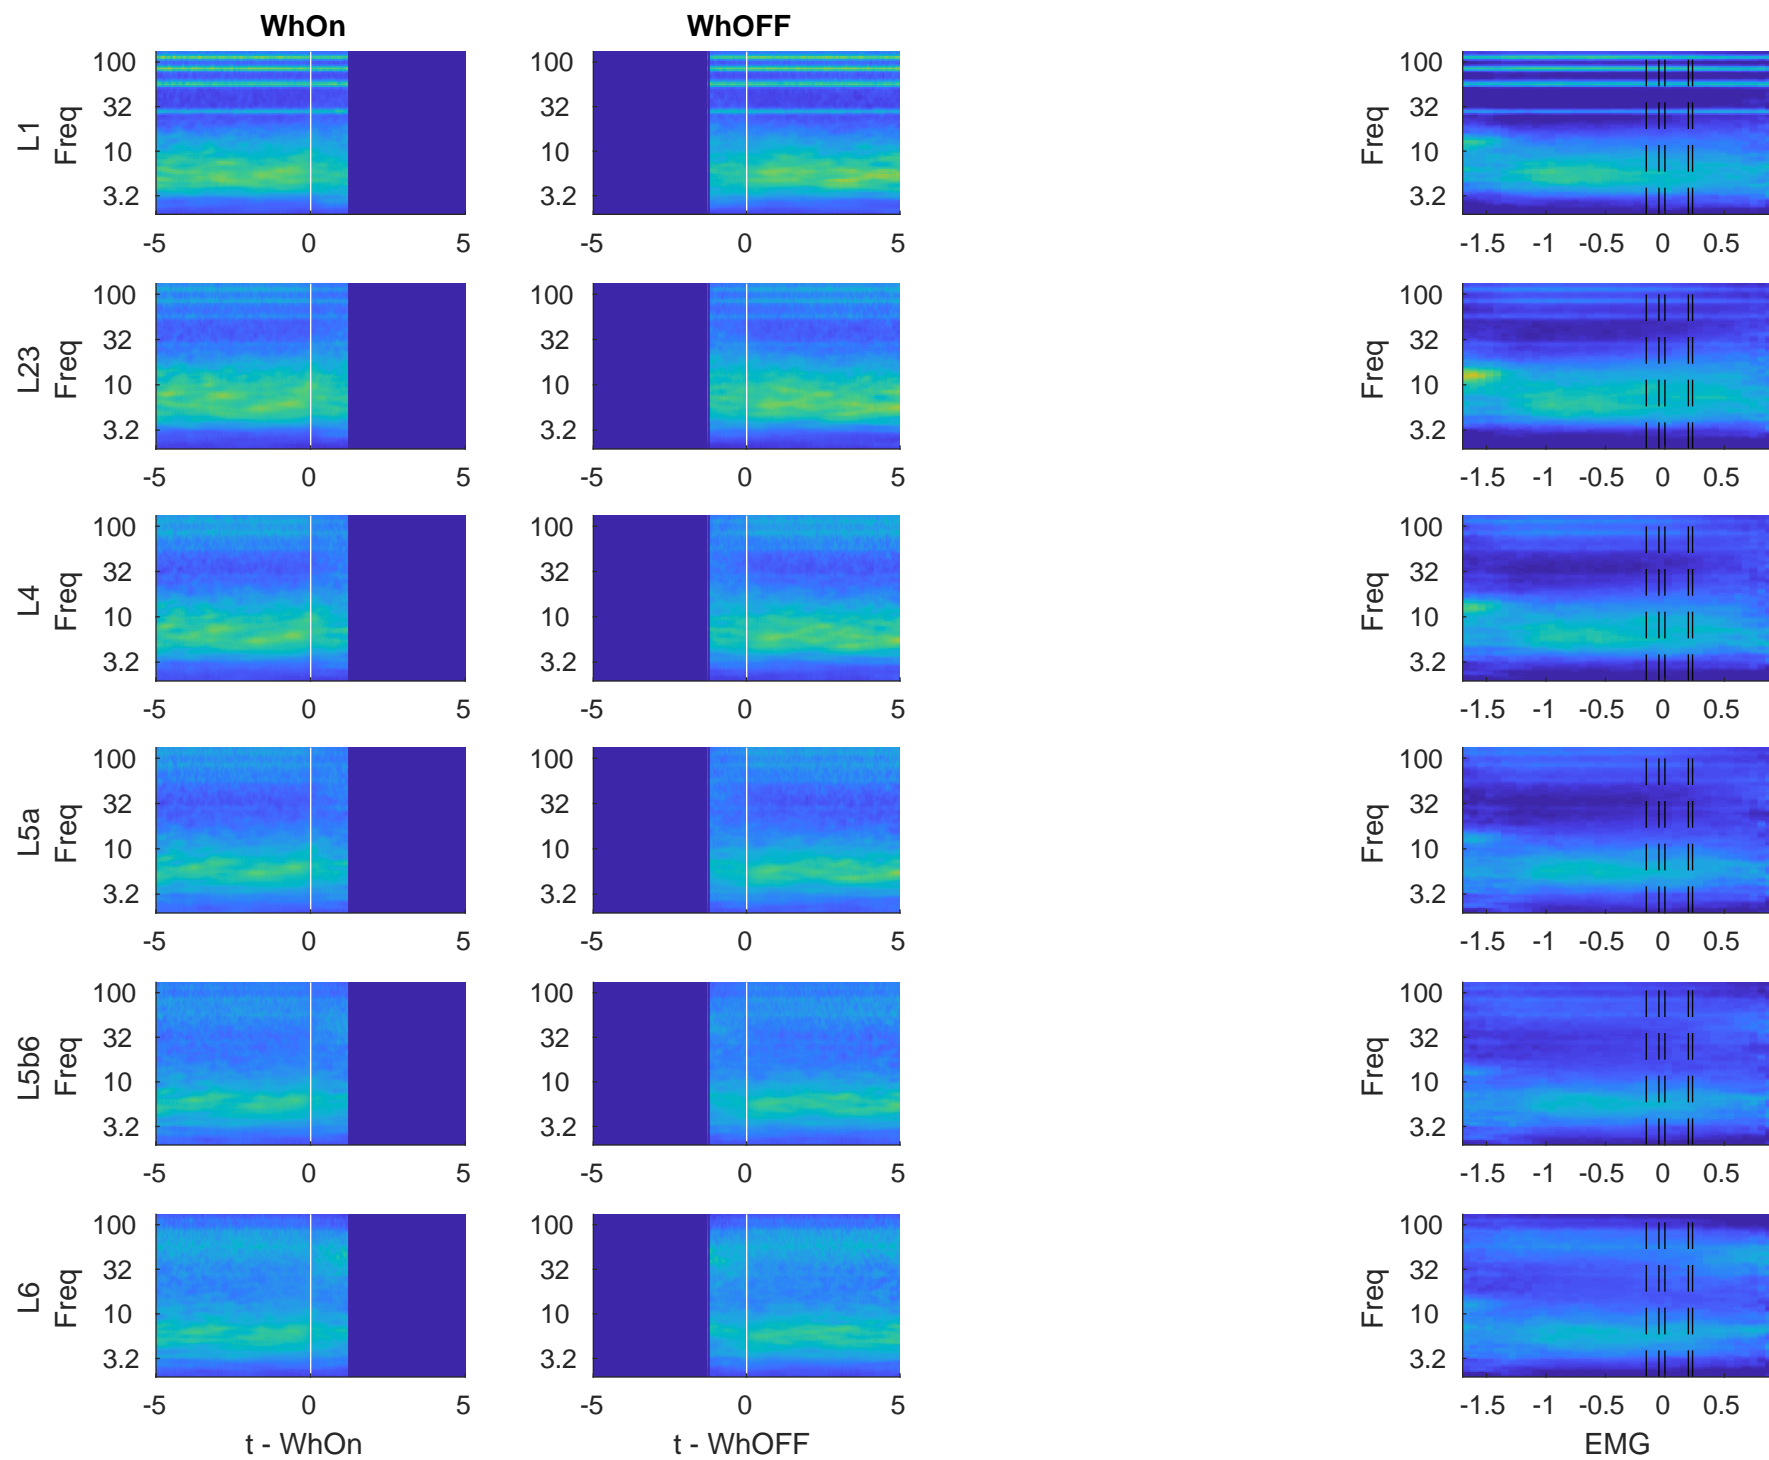 WhOn WhOFF
L1 Freq 100 32 10 3.2 -5 0 5
100 32 10 3.2 -5 0 5
Freq 100 32 10 3.2 -1.5 -1 -0.5 0 0.5
L23 Freq 100 32 10 3.2 -5 0 5
100 32 10 3.2 -5 0 5
Freq 100 32 10 3.2 -1.5 -1 -0.5 0 0.5
L4 Freq 100 32 10 3.2 -5 0 5
100 32 10 3.2 -5 0 5
Freq 100 32 10 3.2 -1.5 -1 -0.5 0 0.5
L5a Freq 100 32 10 3.2 -5 0 5
100 32 10 3.2 -5 0 5
Freq 100 32 10 3.2 -1.5 -1 -0.5 0 0.5
L5b6 Freq 100 32 10 3.2 -5 0 5
100 32 10 3.2 -5 0 5
Freq 100 32 10 3.2 -1.5 -1 -0.5 0 0.5
L6 Freq 100 32 10 3.2 -5 0 5
100 32 10 3.2 -5 0 5
Freq 100 32 10 3.2 -1.5 -1 -0.5 0 0.5
t - WhOn t - WhOFF EMG